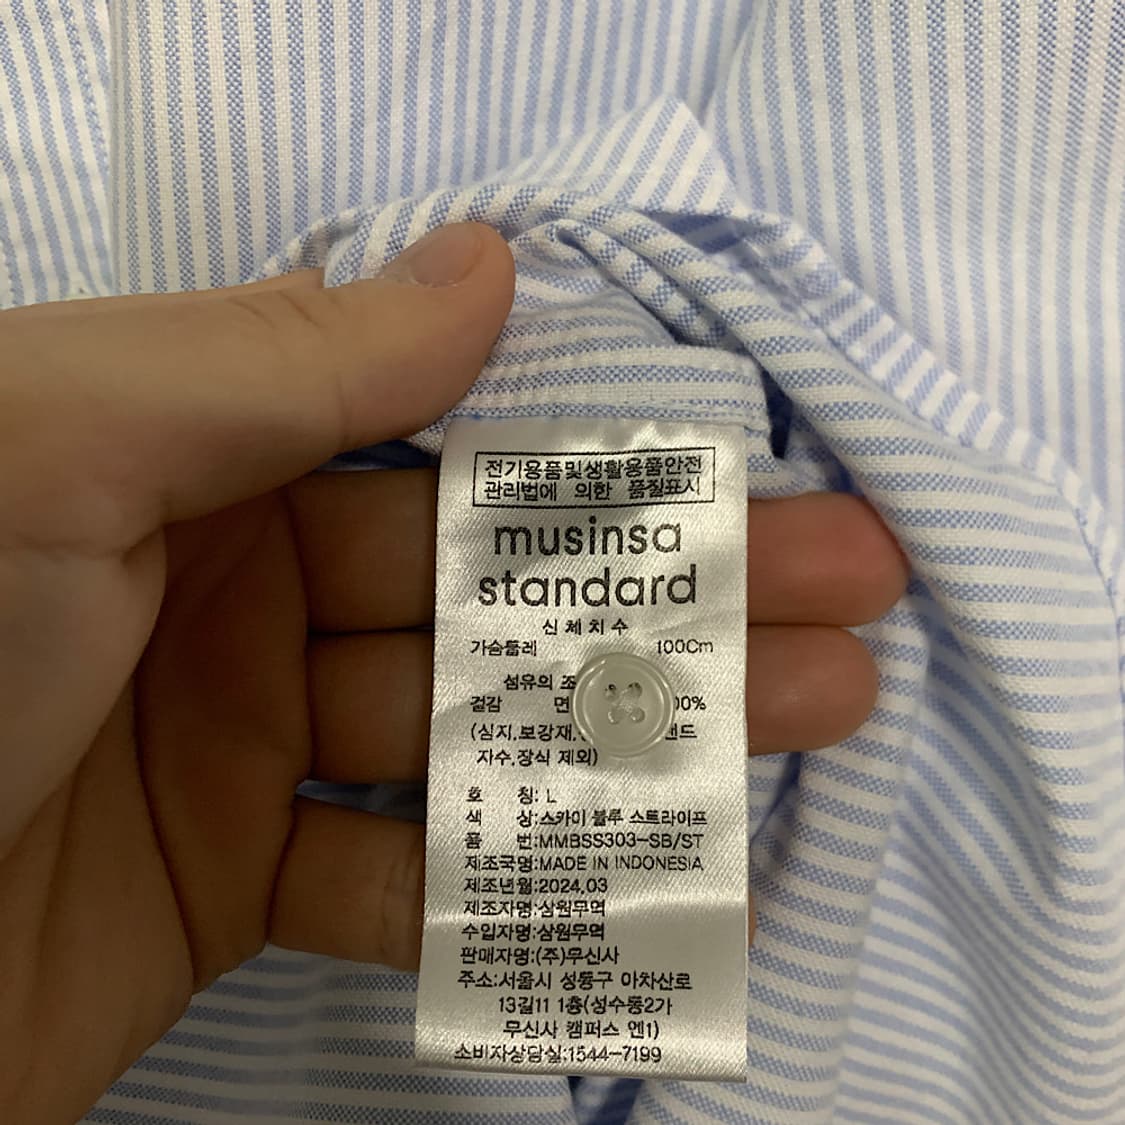 전기용품및생활용품안전
관리법에 의한 품질표시
musinsa
standard
신체치수
가슴둘레 100Cm
섬유의
겉감 면
(심지,보강재,
자수,장식 제외)
호 칭: L
색 상:스카이 블루 스트라이프
품 번:MMBSS303-SB/ST
제조국명:MADE IN INDONESIA
제조년월:2024.03
제조자명:삼원무역
수입자명:삼원무역
판매자명:(주)무신사
주소:서울시 성동구 아차산로
13길11 1층(성수동2가
무신사 캠퍼스 엔1)
소비자상담실:1544-7199